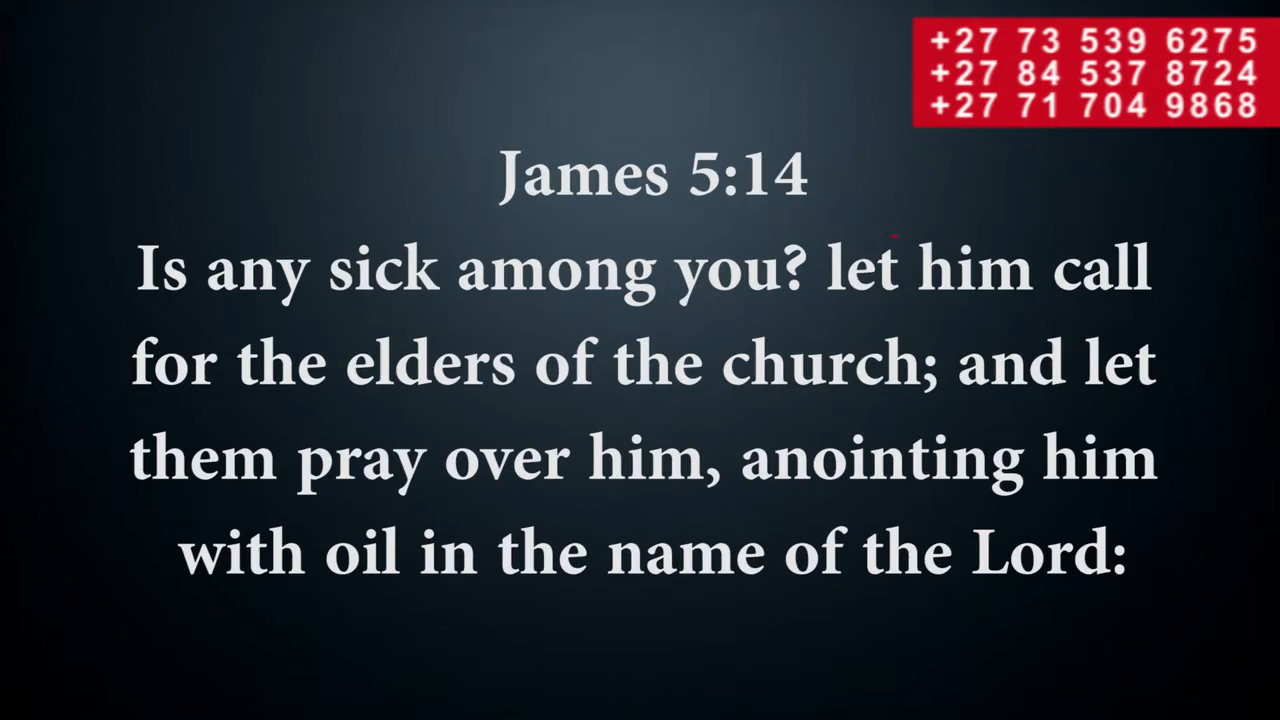 +27 73 539 6275
+27 84 537 8724
+27 71 704 9868
James 5:14
Is any sick among you? let him call
for the elders of the church; and let
them pray over him, anointing him
with oil in the name of the Lord: